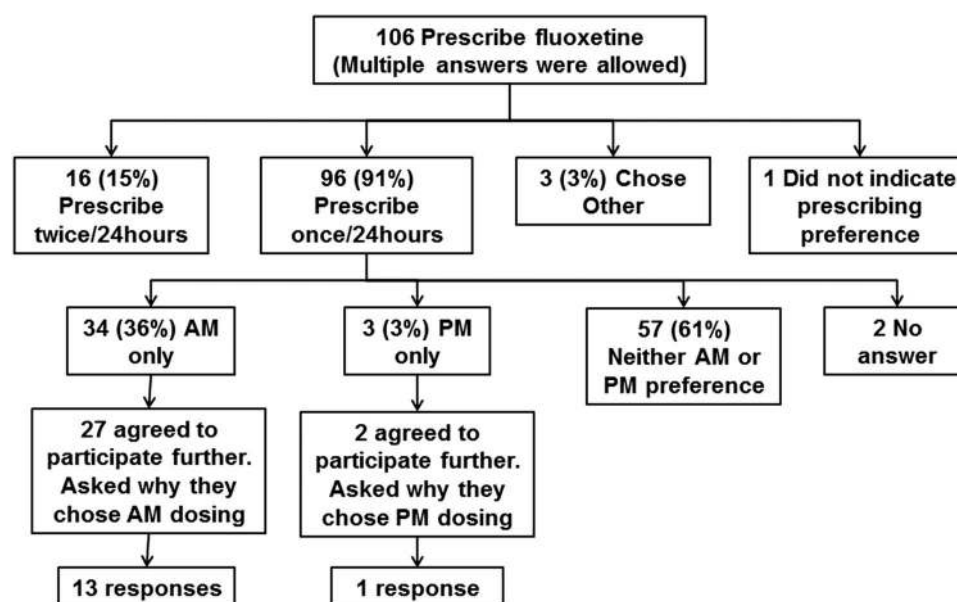 106 Prescribe fluoxetine
(Multiple answers were allowed)
16 (15%)
Prescribe
twice/24hours
96 (91%)
Prescribe
once/24hours
3 (3%) Chose
Other
1 Did not indicate
prescribing
preference
34 (36%) AM
only
3 (3%) PM
only
57 (61%)
Neither AM or
PM preference
2 No
answer
27 agreed to
participate further.
Asked why they
chose AM dosing
2 agreed to
participate further.
Asked why they
chose PM dosing
13 responses
1 response